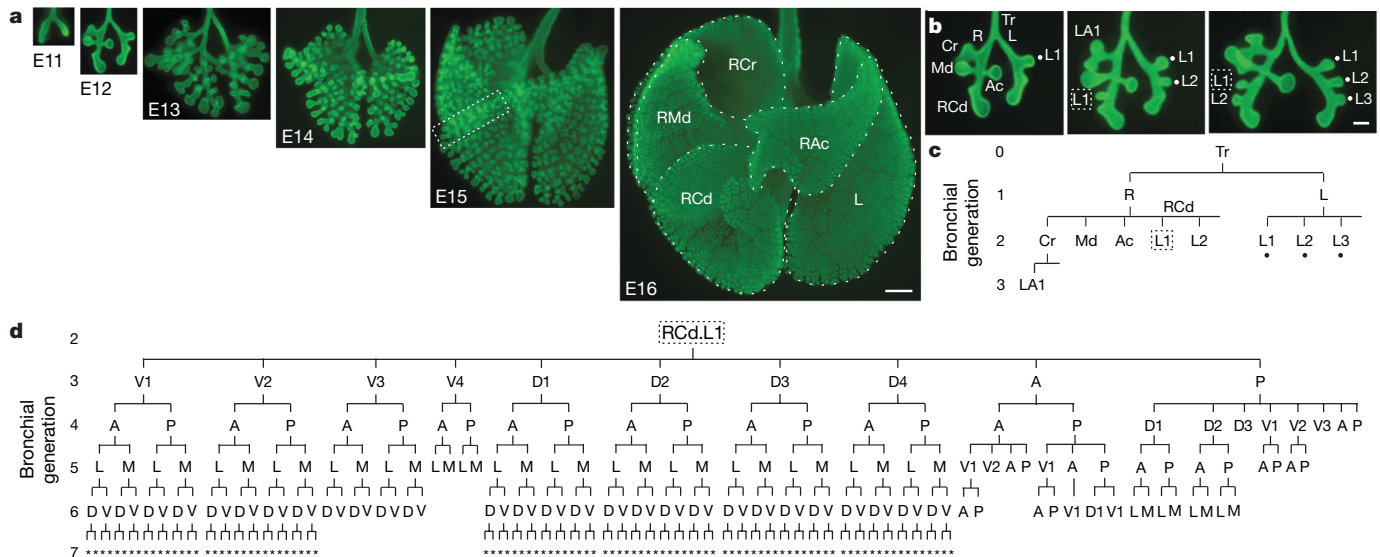 a
E11
E12
E13
E14
E15
E16
RCr
RMd
RAc
RCd
L
b
Tr
R L
Cr
Md
Ac
RCd
L1
LA1
L1
L1
L2
L1
L2
L1
L2
L3
c
Bronchial generation
0 Tr
1 R L
RCd
2 Cr Md Ac L1 L2 L1 L2 L3
3 LA1
d
Bronchial generation
2 RCd.L1
3 V1 V2 V3 V4 D1 D2 D3 D4 A P
4 A P A P A P A P A P A P A P A P A P D1 D2 D3 V1 V2 V3 A P
5 L M L M L M L M L M L M L M L M L M L M L M L M L M L M L M L M V1 V2 A P V1 A P A P A P A P A P
6 D V D V D V D V D V D V D V D V D V D V D V D V D V D V D V D V D V D V D V D V D V D V D V D V D V D V D V D V A P A P V1 D1 V1 L M L M L M L M
7 **************** **************** **************** **************** **************** ****************